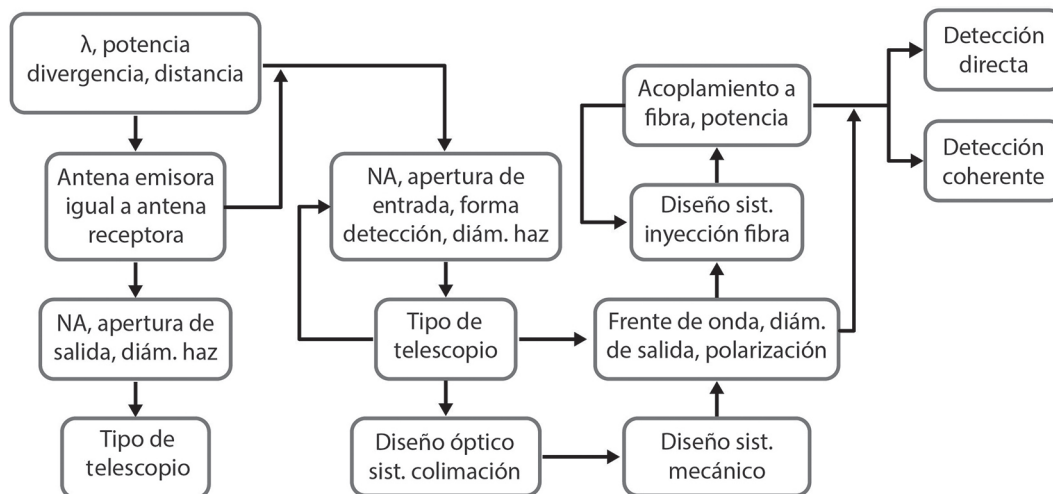 λ, potencia
divergencia, distancia
Antena emisora
igual a antena
receptora
NA, apertura de
salida, diám. haz
Tipo de
telescopio
NA, apertura de
entrada, forma
detección, diám. haz
Tipo de
telescopio
Diseño óptico
sist. colimación
Acoplamiento a
fibra, potencia
Diseño sist.
inyección fibra
Frente de onda, diám.
de salida, polarización
Diseño sist.
mecánico
Detección
directa
Detección
coherente